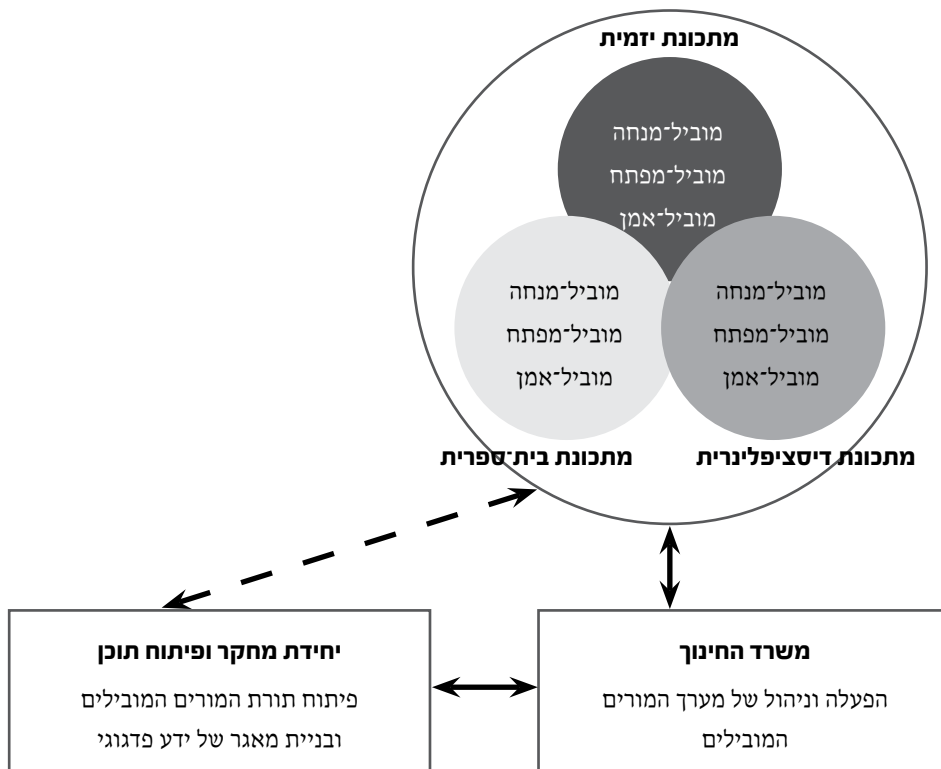 מתכונת יזמית
מוביל־מנחה
מוביל־מפתח
מוביל־אמן
מוביל־מנחה
מוביל־מפתח
מוביל־אמן
מתכונת דיסציפלינרית
מוביל־מנחה
מוביל־מפתח
מוביל־אמן
מתכונת בית־ספרית
משרד החינוך
הפעלה וניהול של מערך המורים
המובילים
יחידת מחקר ופיתוח תוכן
פיתוח תורת המורים המובילים
ובניית מאגר של ידע פדגוגי